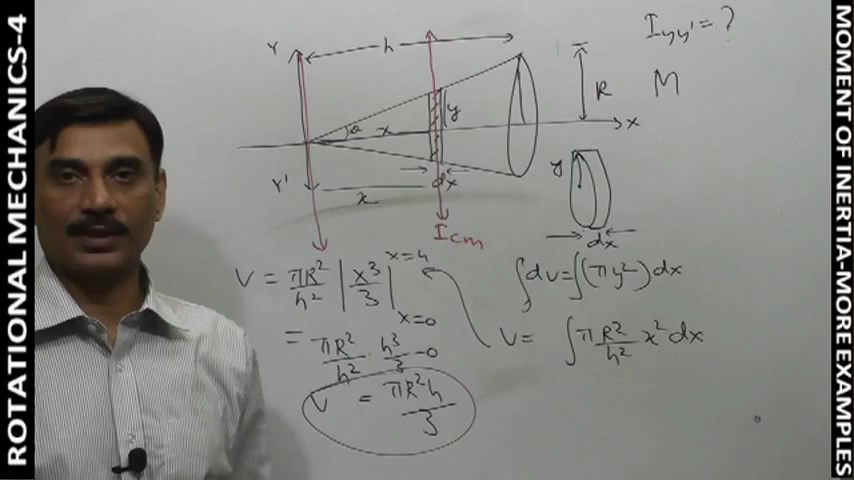 ROTATIONAL MECHANICS-4
MOMENT OF INERTIA-MORE EXAMPLES
I_yy' = ?
M
Y
h
R
y
θ
x
x
Y'
dx
x
Icm
y
dx
V = πR²/h² |x³/3| x=h x=0
∫dv = ∫(πy²) dx
= πR²/h² · h³/3 - 0
V = ∫π R²/h² x² dx
V = πR²h/3